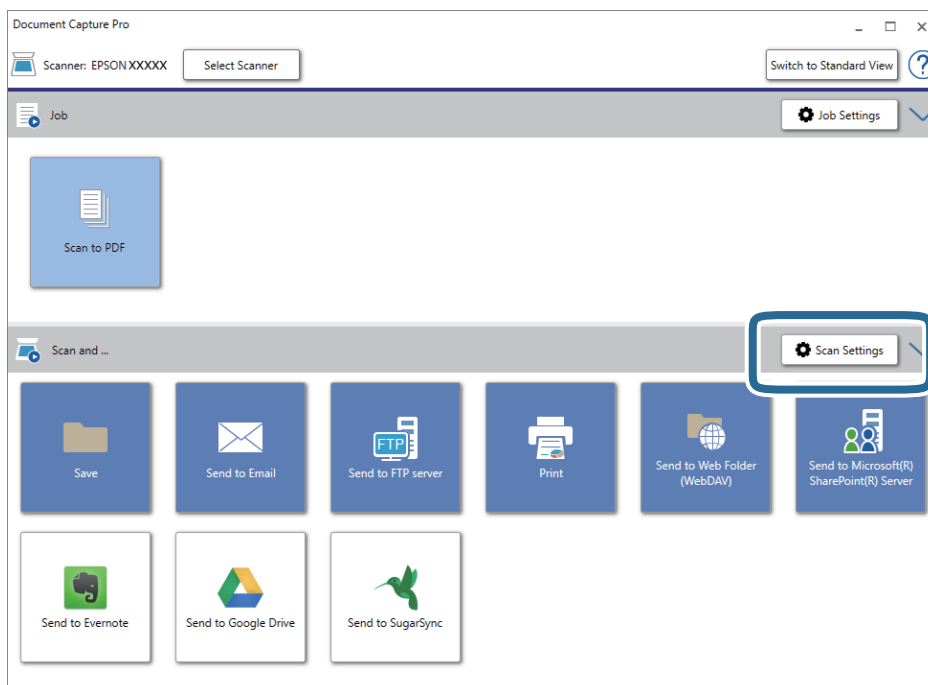 Document Capture Pro
Scanner: EPSON XXXXX
Select Scanner
Switch to Standard View
?
Job
Job Settings
Scan to PDF
Scan and ...
Scan Settings
Save
Send to Email
FTP
Send to FTP server
Print
Send to Web Folder
(WebDAV)
Send to Microsoft(R)
SharePoint(R) Server
Send to Evernote
Send to Google Drive
Send to SugarSync